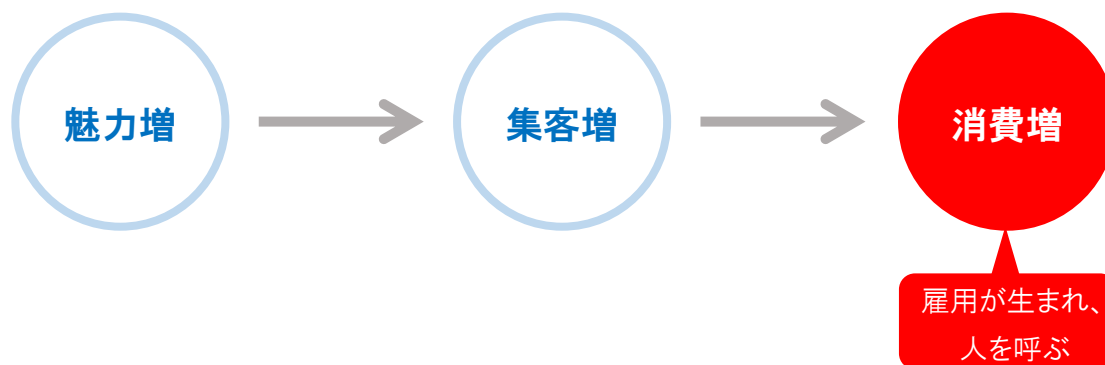 魅力増
集客増
消費増
雇用が生まれ、
人を呼ぶ